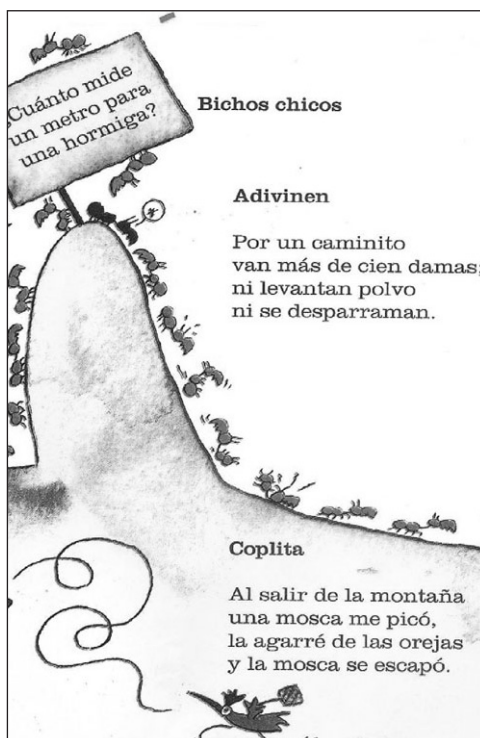 ¿Cuánto mide
un metro para
una hormiga?
Bichos chicos
Adivinen
Por un caminito
van más de cien damas;
ni levantan polvo
ni se desparraman.
Coplita
Al salir de la montaña
una mosca me picó,
la agarré de las orejas
y la mosca se escapó.